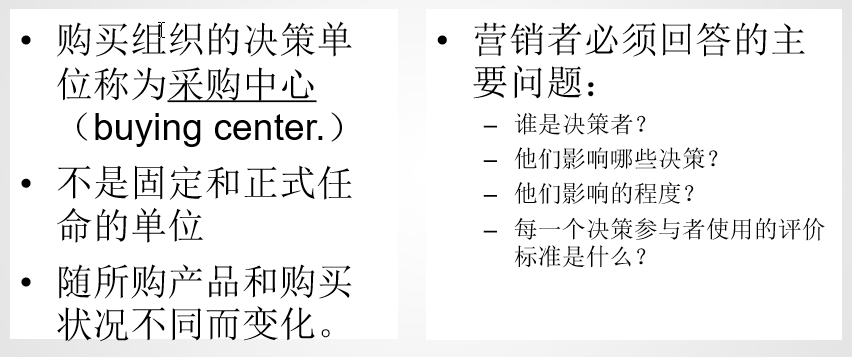 • 购买组织的决策单
位称为采购中心
（buying center.）
• 不是固定和正式任
命的单位
• 随所购产品和购买
状况不同而变化。
• 营销者必须回答的主
要问题：
– 谁是决策者？
– 他们影响哪些决策？
– 他们影响的程度？
– 每一个决策参与者使用的评价
标准是什么？